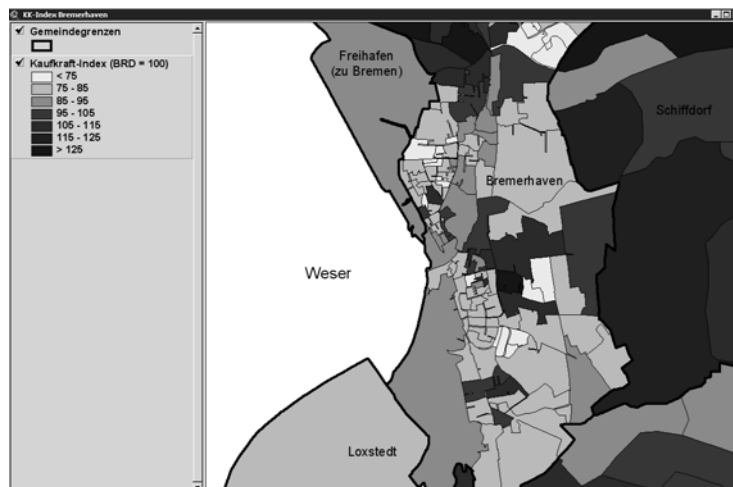 KK-Index Bremerhaven
Gemeindegrenzen
Kaufkraft-Index (BRD = 100)
< 75
75 - 85
85 - 95
95 - 105
105 - 115
115 - 125
> 125
Freihafen
(zu Bremen)
Schiffdorf
Bremerhaven
Weser
Loxstedt